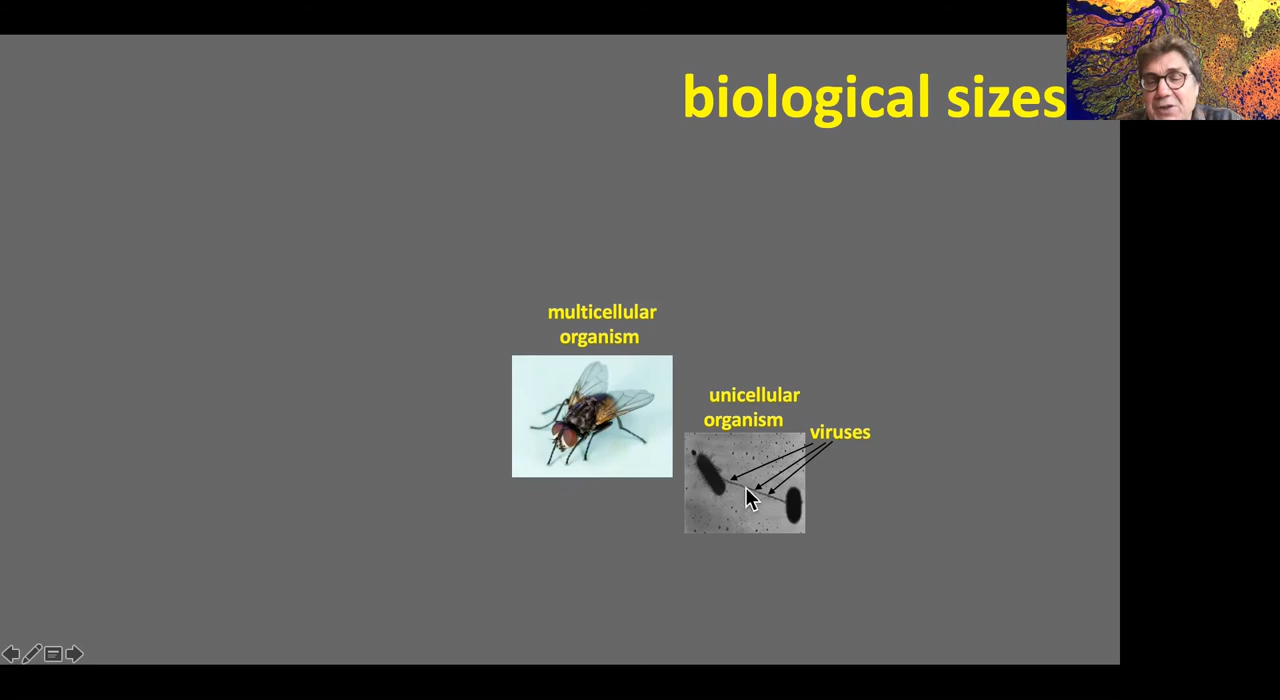 biological sizes
multicellular
organism
unicellular
organism
viruses